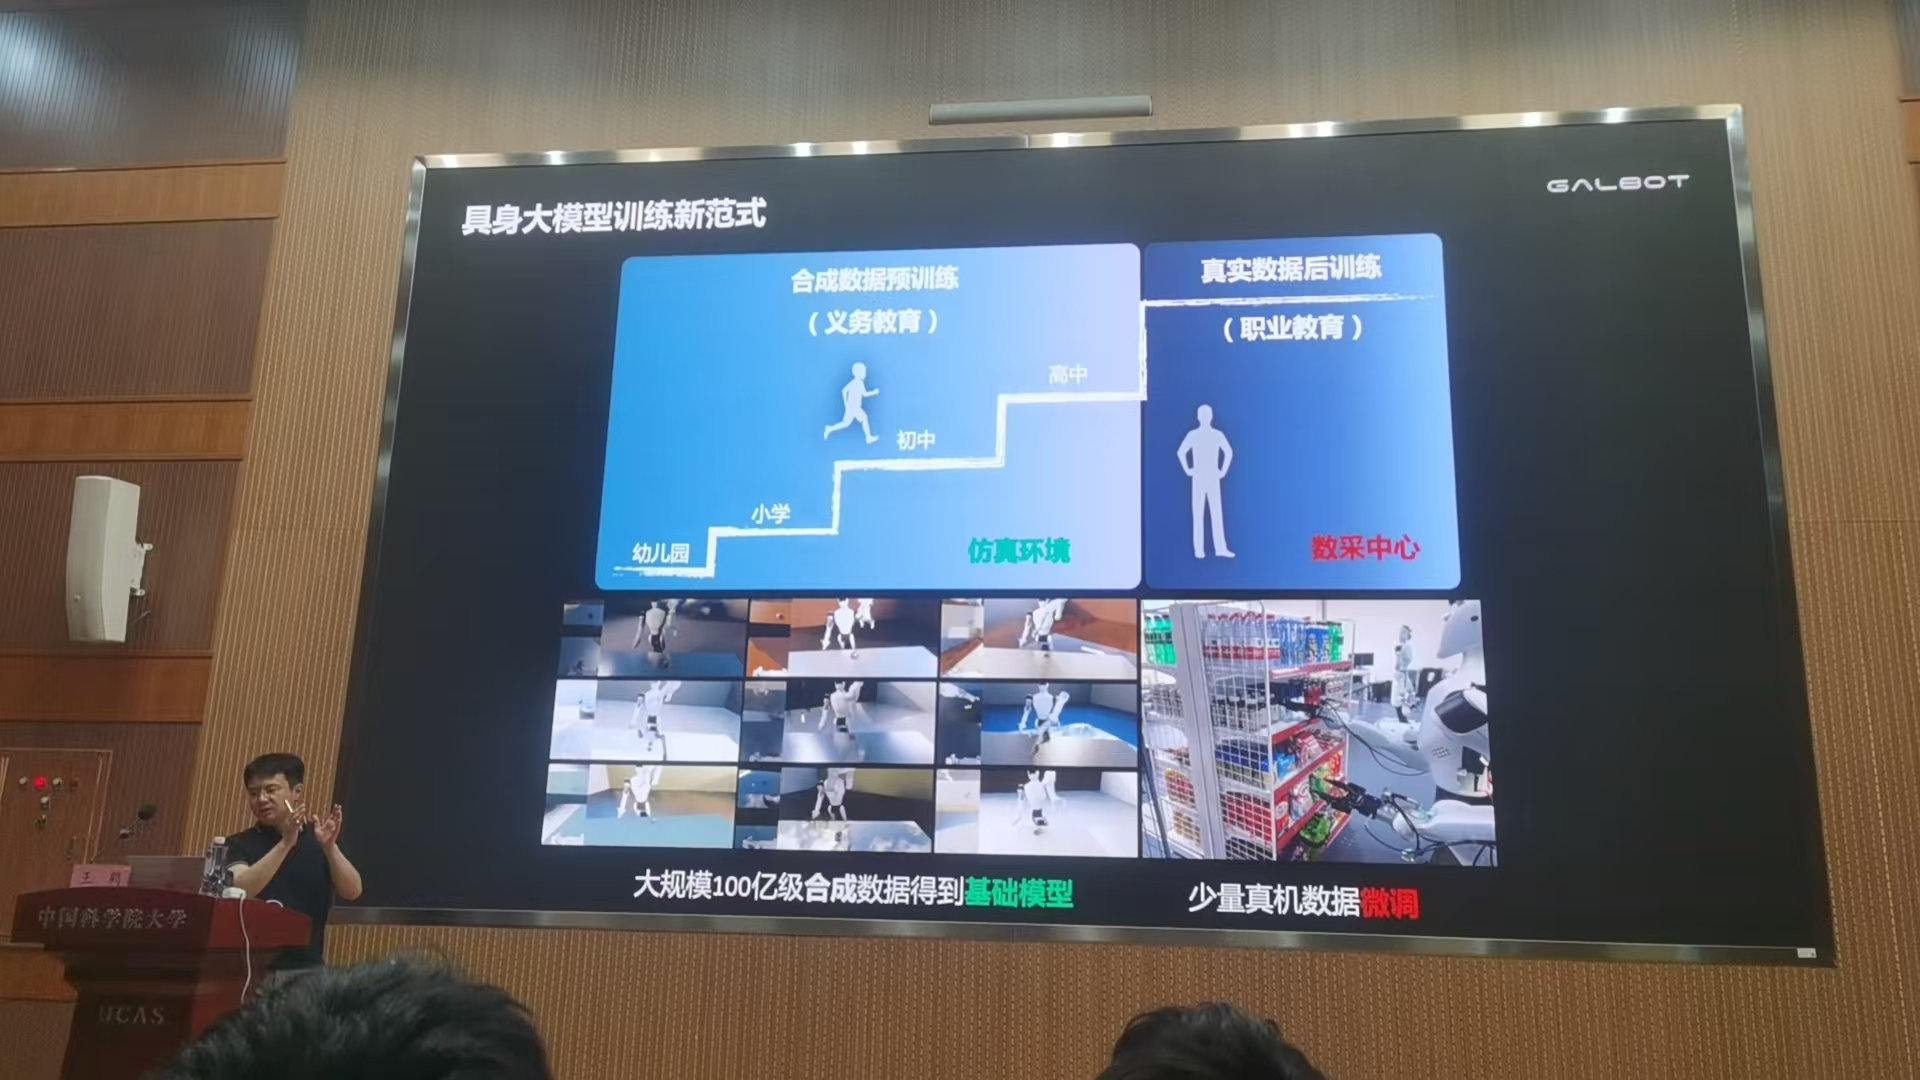 GALBOT
具身大模型训练新范式
合成数据预训练
（义务教育）
真实数据后训练
（职业教育）
高中
初中
小学
幼儿园
仿真环境
数采中心
大规模100亿级合成数据得到基础模型
少量真机数据微调
王 鹤
中国科学院大学
UCAS